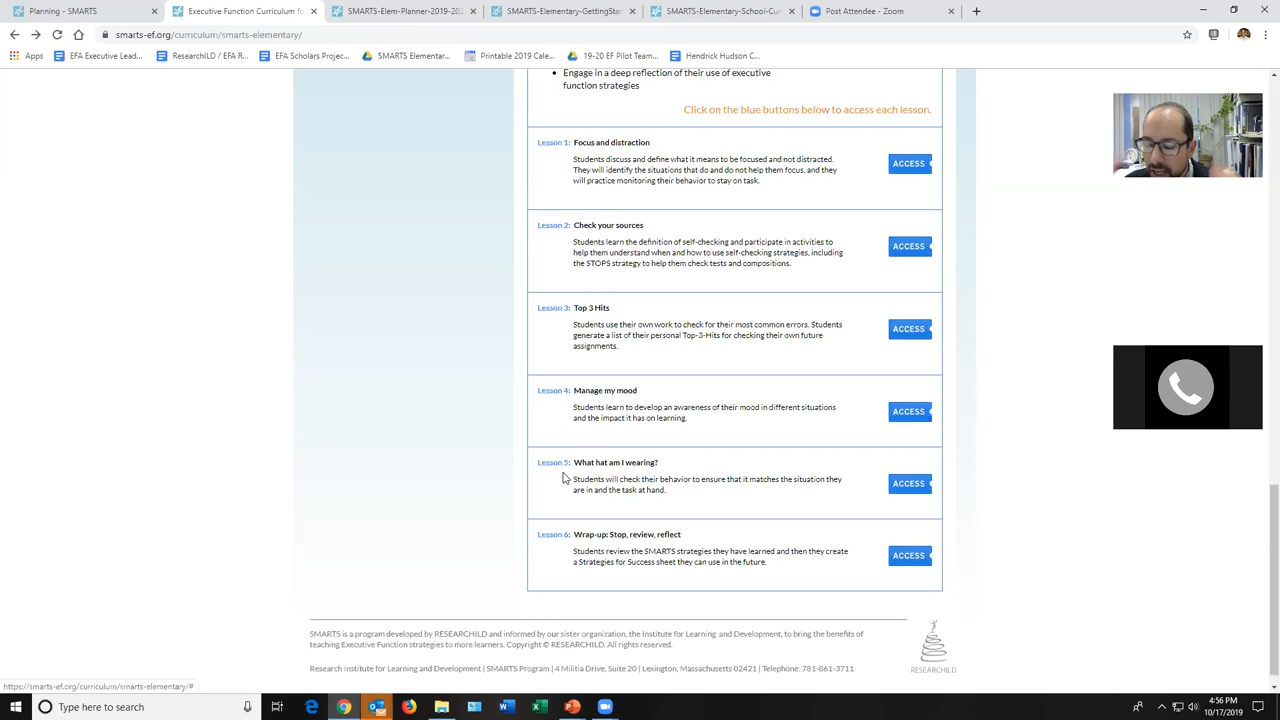 Planning - SMARTS
Executive Function Curriculum fo
SMARTS-Elem-Planner-2019-202
SMARTS-Elementary-GettingStar
SMARTS-Elementary-School-Curr
Post Attendee - Zoom
smarts-ef.org/curriculum/smarts-elementary/
Apps
EFA Executive Lead...
ResearchILD / EFA R...
EFA Scholars Projec...
SMARTS Elementar...
Printable 2019 Cale...
19-20 EF Pilot Team...
Hendrick Hudson C...
Engage in a deep reflection of their use of executive
function strategies
Click on the blue buttons below to access each lesson.
Lesson 1: Focus and distraction
Students discuss and define what it means to be focused and not distracted.
They will identify the situations that do and do not help them focus, and they
will practice monitoring their behavior to stay on task.
ACCESS
Lesson 2: Check your sources
Students learn the definition of self-checking and participate in activities to
help them understand when and how to use self-checking strategies, including
the STOPS strategy to help them check tests and compositions.
ACCESS
Lesson 3: Top 3 Hits
Students use their own work to check for their most common errors. Students
generate a list of their personal Top-3-Hits for checking their own future
assignments.
ACCESS
Lesson 4: Manage my mood
Students learn to develop an awareness of their mood in different situations
and the impact it has on learning.
ACCESS
Lesson 5: What hat am I wearing?
Students will check their behavior to ensure that it matches the situation they
are in and the task at hand.
ACCESS
Lesson 6: Wrap-up: Stop, review, reflect
Students review the SMARTS strategies they have learned and then they create
a Strategies for Success sheet they can use in the future.
ACCESS
SMARTS is a program developed by RESEARCHILD and informed by our sister organization, the Institute for Learning and Development, to bring the benefits of
teaching Executive Function strategies to more learners. Copyright © RESEARCHILD. All rights reserved.
Research Institute for Learning and Development | SMARTS Program | 4 Militia Drive, Suite 20 | Lexington, Massachusetts 02421 | Telephone: 781-861-3711
RESEARCHILD
https://smarts-ef.org/curriculum/smarts-elementary/#
Type here to search
4:56 PM
10/17/2019